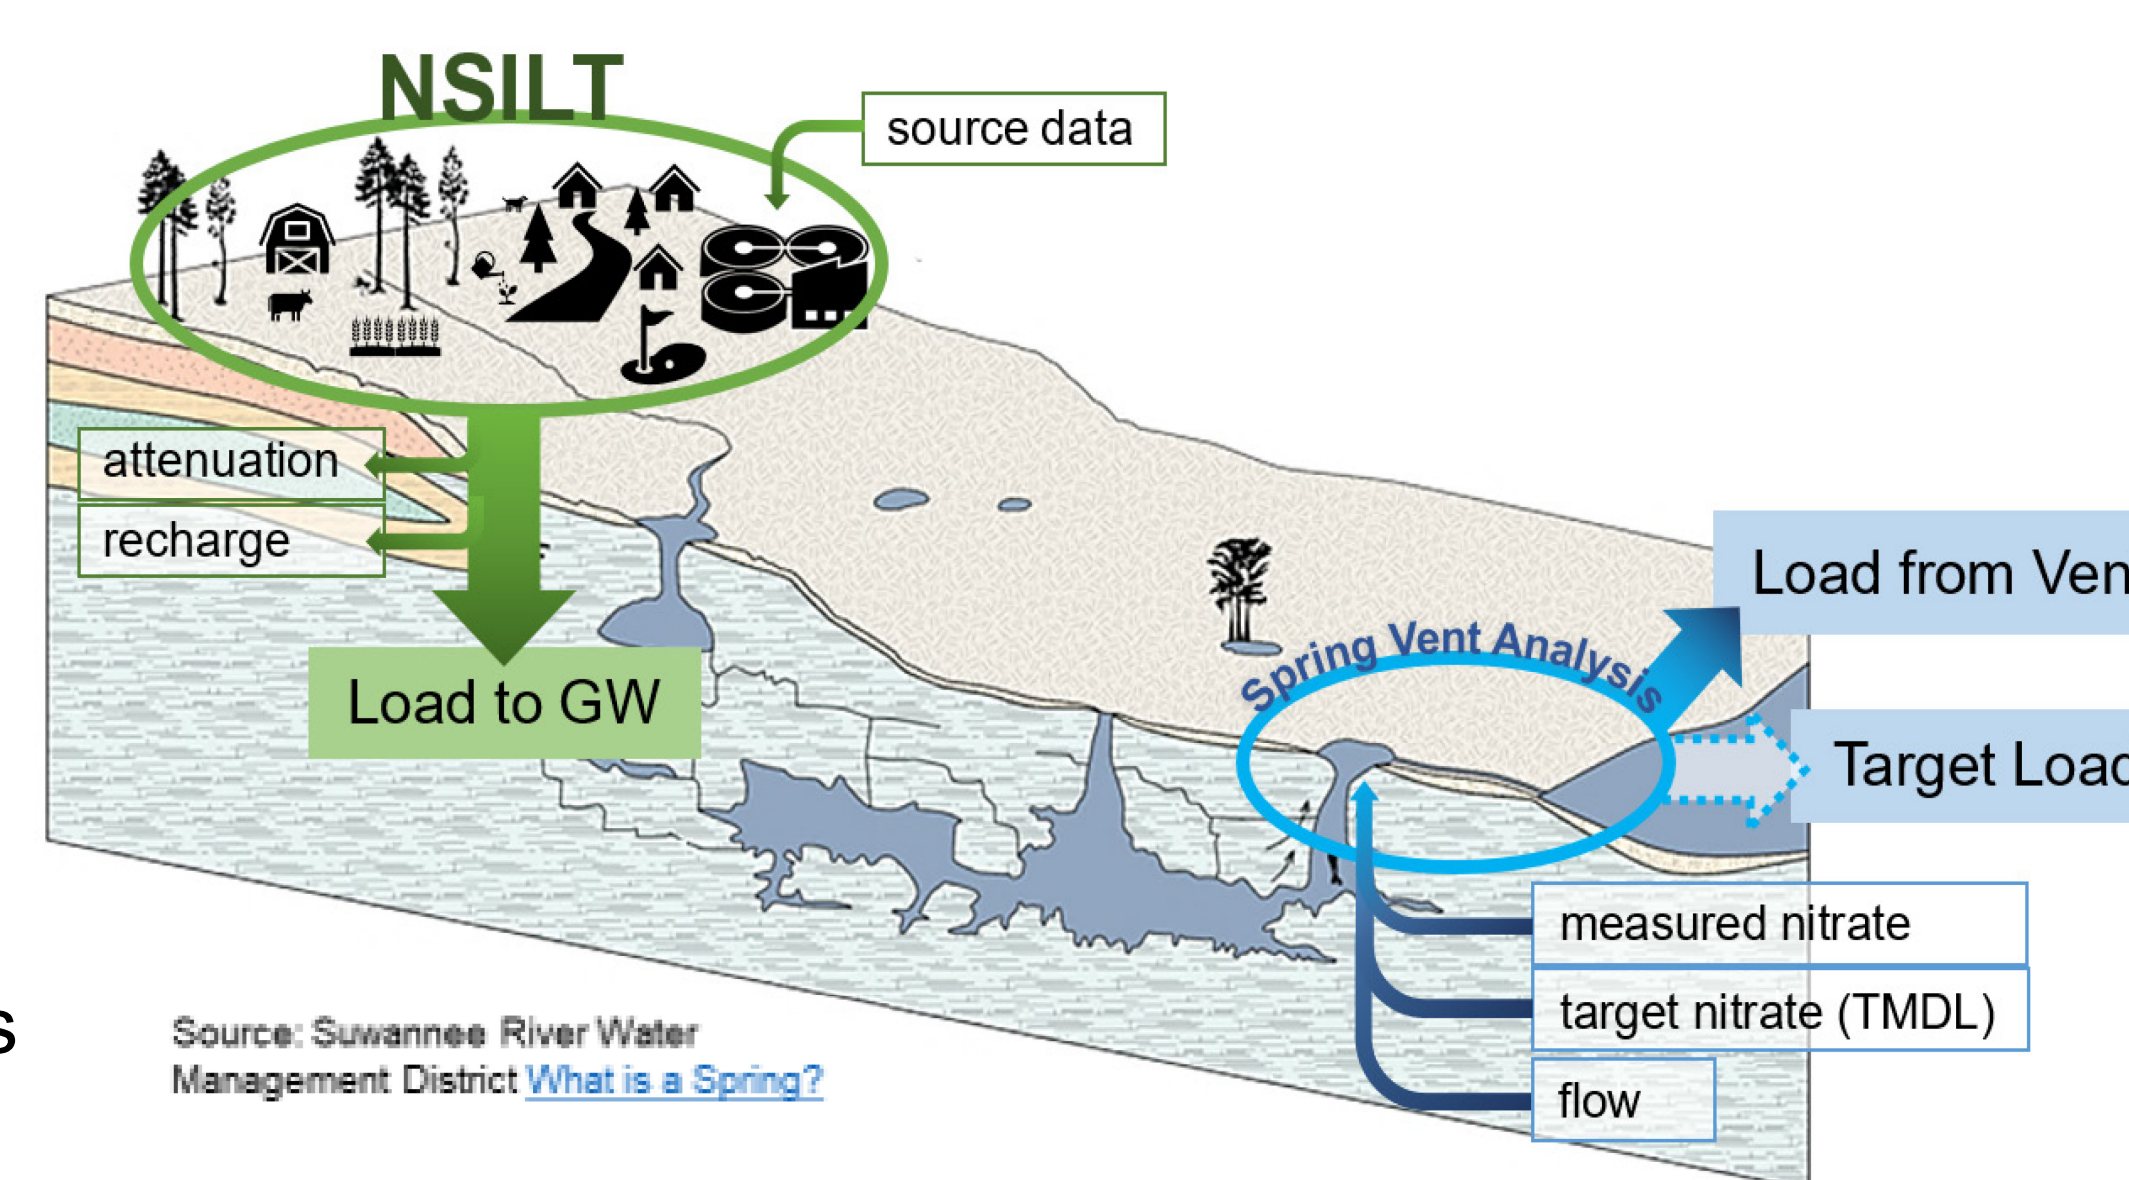 NSILT
source data
attenuation
recharge
Load to GW
Spring Vent Analysis
Load from Ven
Target Load
measured nitrate
target nitrate (TMDL)
flow
s
Source: Suwannee River Water
Management District What is a Spring?